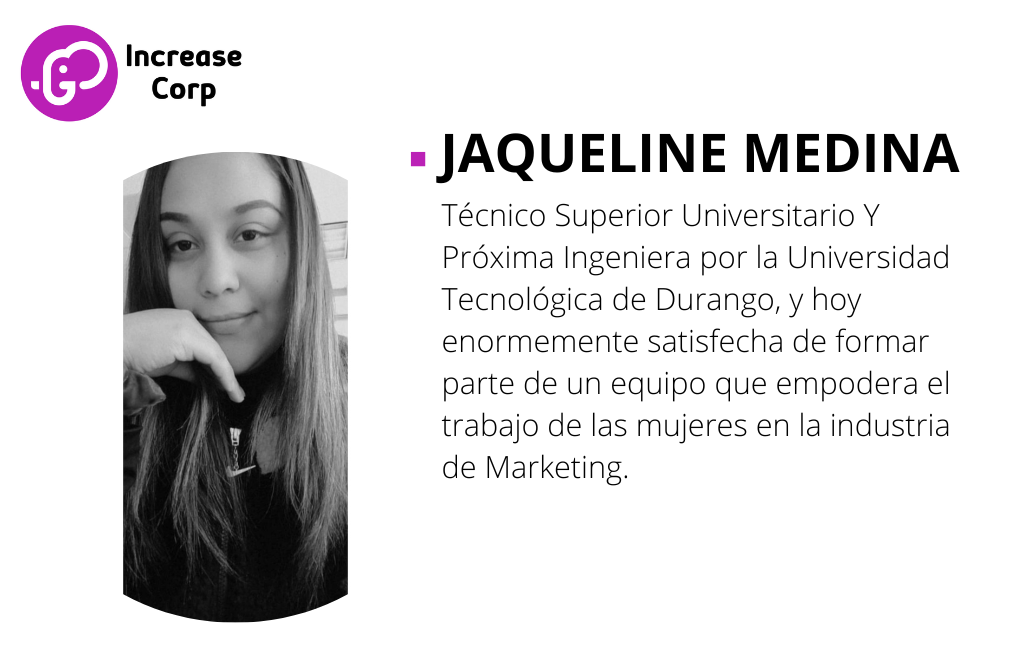 Increase
Corp
JAQUELINE MEDINA
Técnico Superior Universitario Y
Próxima Ingeniera por la Universidad
Tecnológica de Durango, y hoy
enormemente satisfecha de formar
parte de un equipo que empodera el
trabajo de las mujeres en la industria
de Marketing.